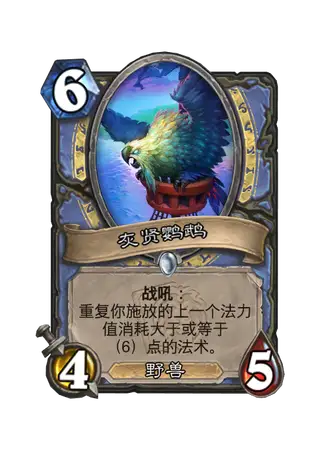 6
灰贤鹦鹉
战吼：
重复你施放的上一个法力
值消耗大于或等于
（6）点的法术。
4
野兽
5